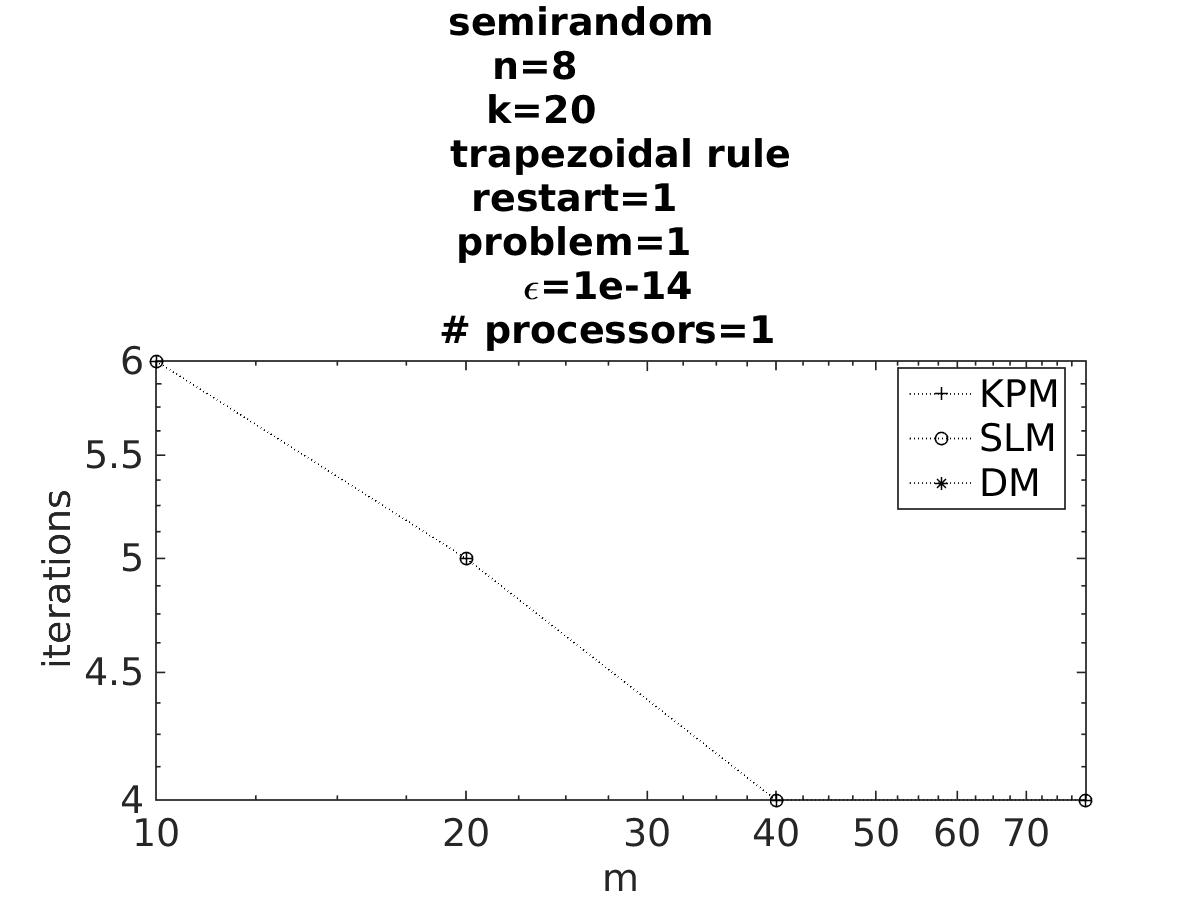 semirandom
n=8
k=20
trapezoidal rule
restart=1
problem=1
ϵ=1e-14
# processors=1
6
5.5
5
4.5
4
iterations
KPM
SLM
DM
10 20 30 40 50 60 70
m